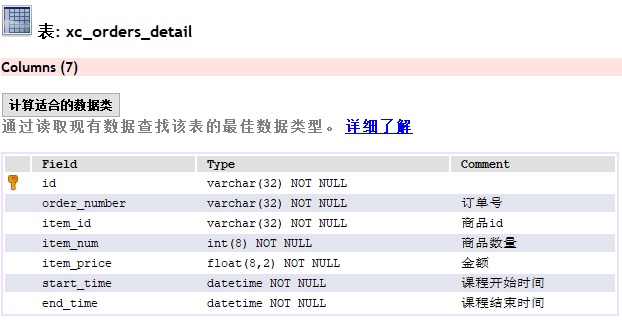 表: xc_orders_detail
Columns (7)
计算适合的数据类
通过读取现有数据查找该表的最佳数据类型。 详细了解
Field Type Comment
id varchar(32) NOT NULL
order_number varchar(32) NOT NULL 订单号
item_id varchar(32) NOT NULL 商品id
item_num int(8) NOT NULL 商品数量
item_price float(8,2) NOT NULL 金额
start_time datetime NOT NULL 课程开始时间
end_time datetime NOT NULL 课程结束时间